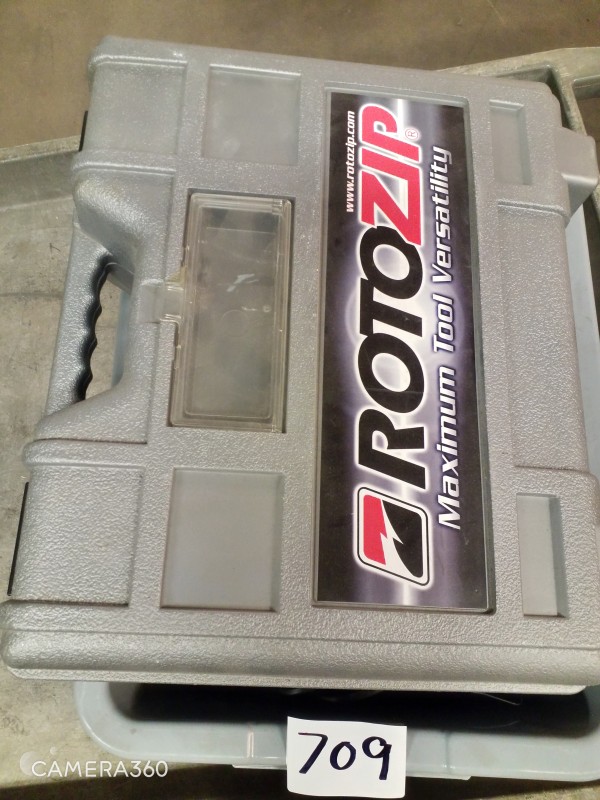 www.rotozip.com
ROTOZIP®
Maximum Tool Versatility
709
CAMERA360